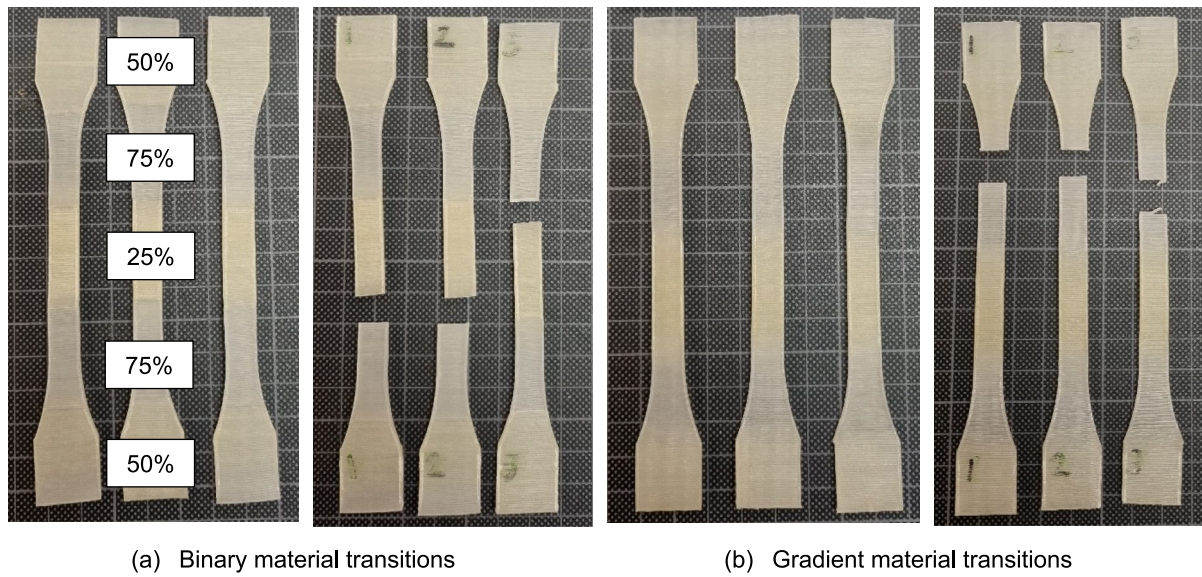 50%
75%
25%
75%
50%
1 2 3
1 2 3
1 2 3
1 2 3
(a) Binary material transitions
(b) Gradient material transitions